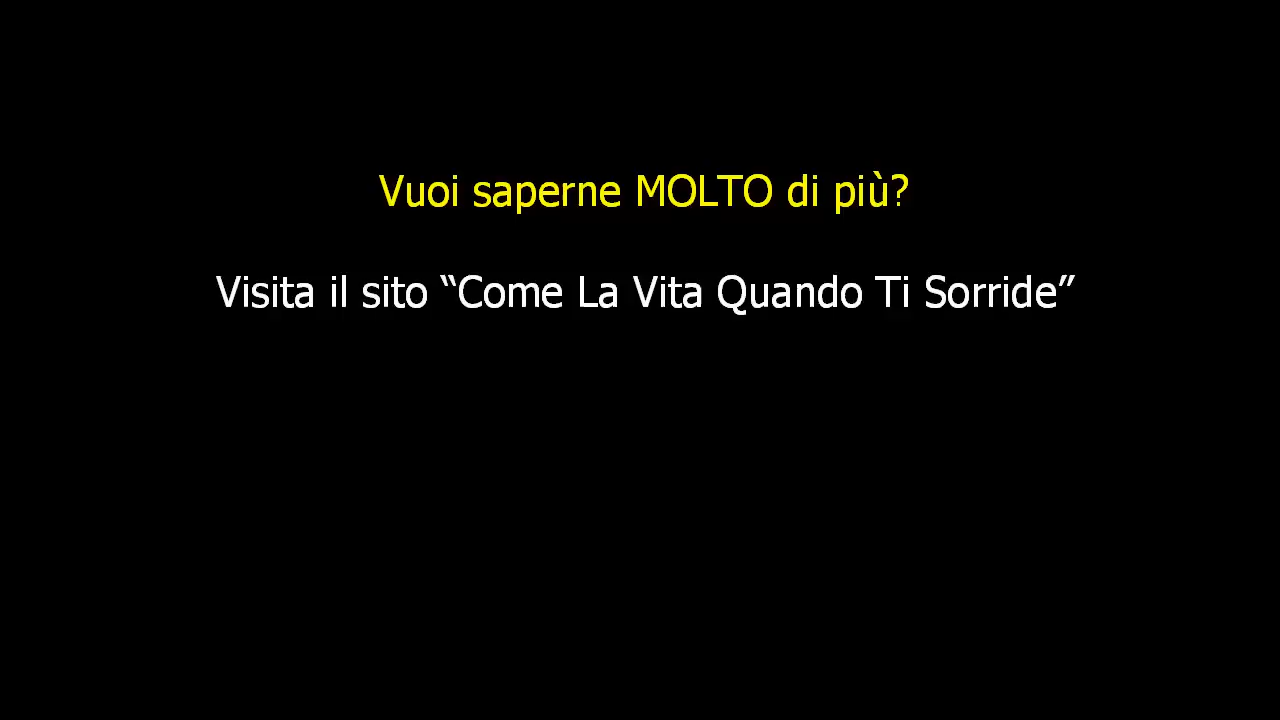 Vuoi saperne MOLTO di più?
Visita il sito “Come La Vita Quando Ti Sorride”